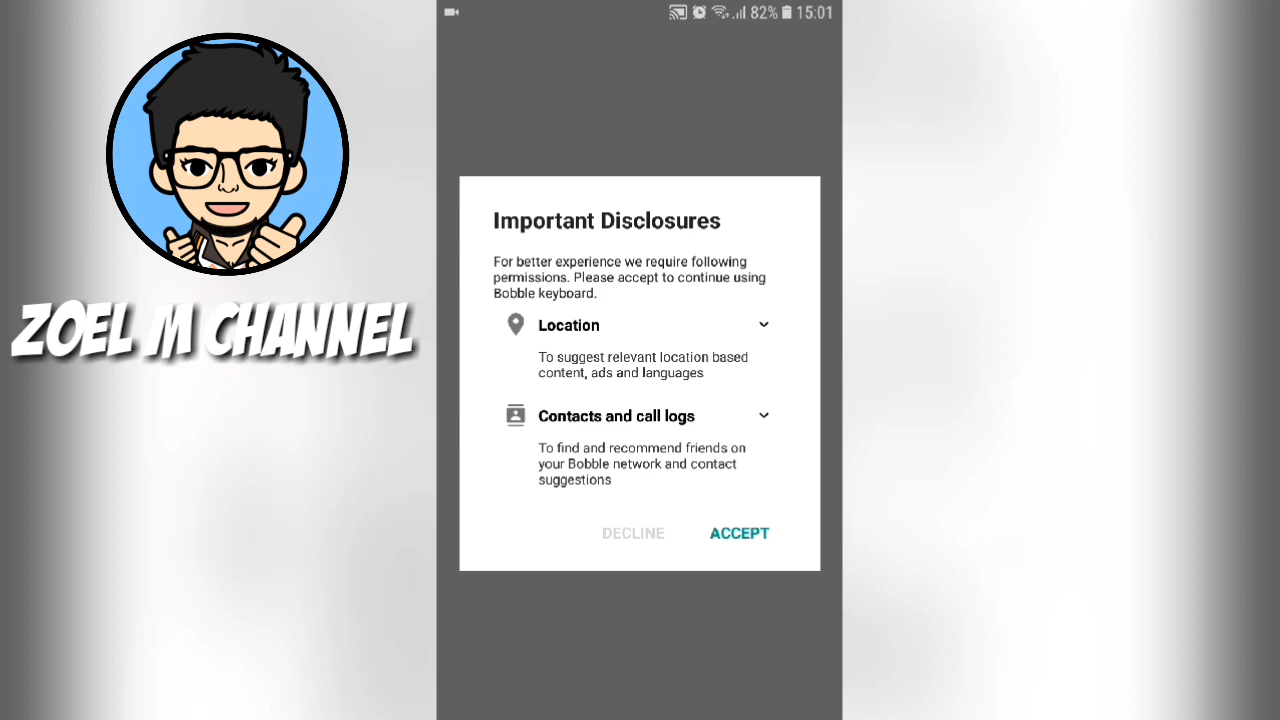 82% 15:01
ZOEL M CHANNEL
Important Disclosures
For better experience we require following
permissions. Please accept to continue using
Bobble keyboard.
Location
To suggest relevant location based
content, ads and languages
Contacts and call logs
To find and recommend friends on
your Bobble network and contact
suggestions
DECLINE ACCEPT